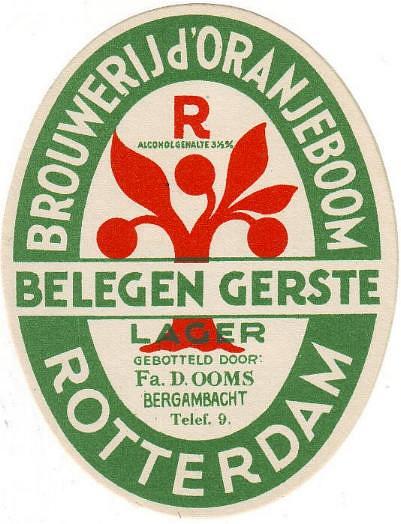 BROUWERIJ d'ORANJEBOOM
R
ALCOHOLGEHALTE 3½%
BELEGEN GERSTE
LAGER
GEBOTTELD DOOR:
Fa. D. OOMS
BERGAMBACHT
Telef. 9.
ROTTERDAM